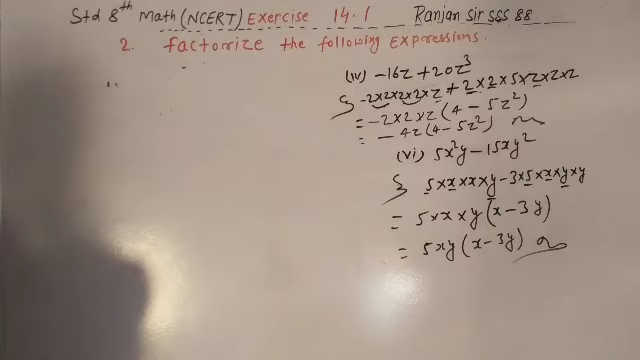 Std 8th Math (NCERT) Exercise 14.1 Ranjan sir SSS 88
2. Factorize the following Expressions.
(iv) -16z + 20z³
-2×2×2×2×z + 2×2×5×z×z×z
= -2×2×z (4 - 5z²)
= -4z (4 - 5z²)
(vi) 5x²y - 15xy²
5×x×x×y - 3×5×x×y×y
= 5×x×y (x - 3y)
= 5xy (x - 3y)